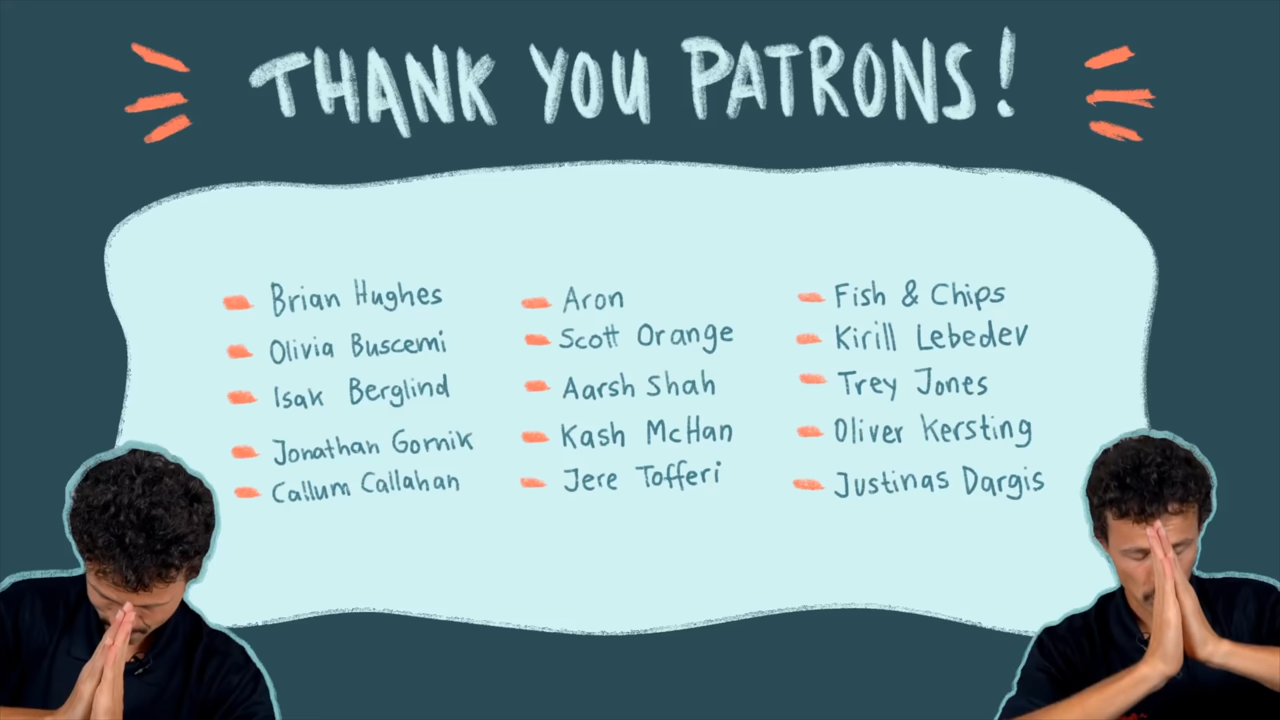 THANK YOU PATRONS!
Brian Hughes
Olivia Buscemi
Isak Berglind
Jonathan Gornik
Callum Callahan
Aron
Scott Orange
Aarsh Shah
Kash McHan
Jere Tofferi
Fish & Chips
Kirill Lebedev
Trey Jones
Oliver Kersting
Justinas Dargis